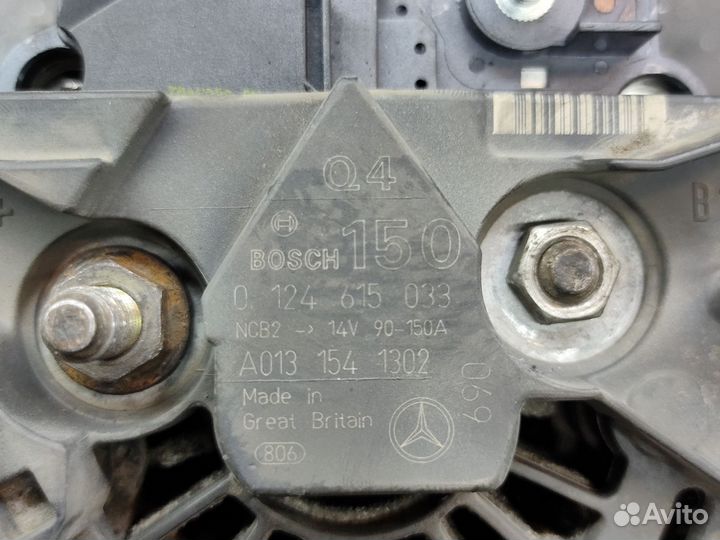 Q4
BOSCH 150
0 124 615 033
NCB2 -> 14V 90-150A
A013 154 1302
Made in
Great Britain
806
690
B
+
Avito